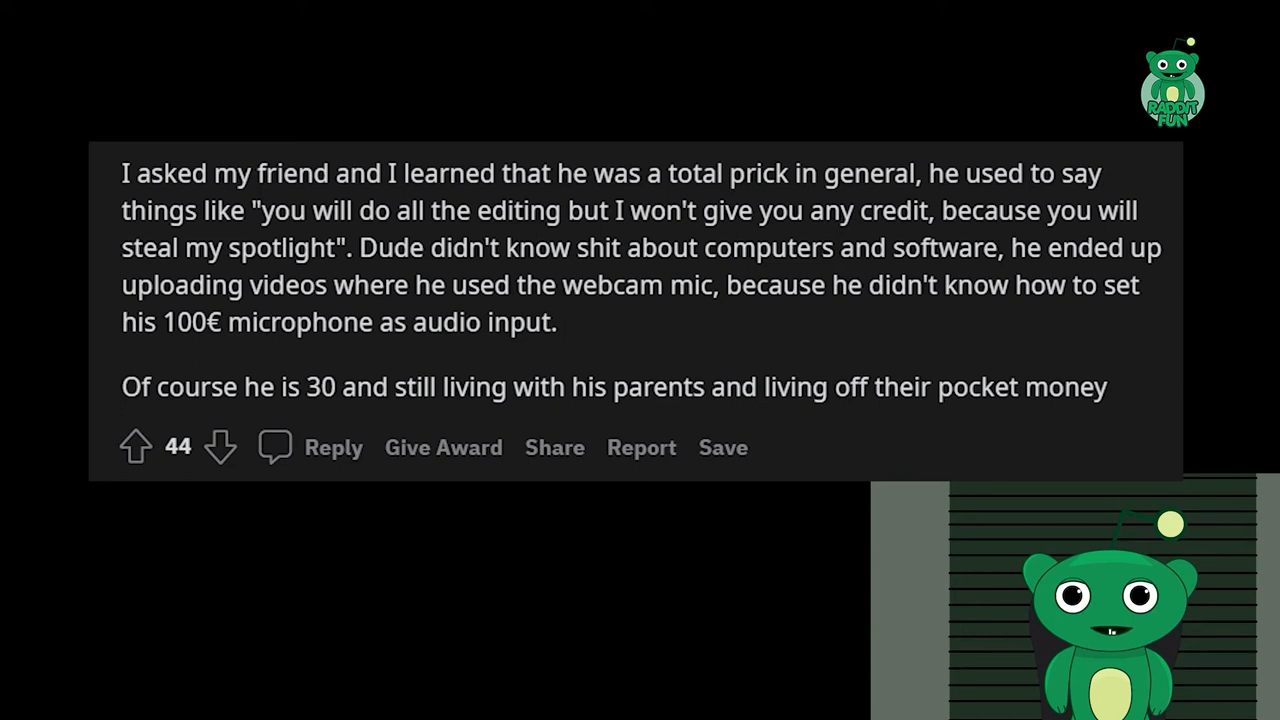 RADDIT
FUN
I asked my friend and I learned that he was a total prick in general, he used to say
things like "you will do all the editing but I won't give you any credit, because you will
steal my spotlight". Dude didn't know shit about computers and software, he ended up
uploading videos where he used the webcam mic, because he didn't know how to set
his 100€ microphone as audio input.
Of course he is 30 and still living with his parents and living off their pocket money
44 Reply Give Award Share Report Save